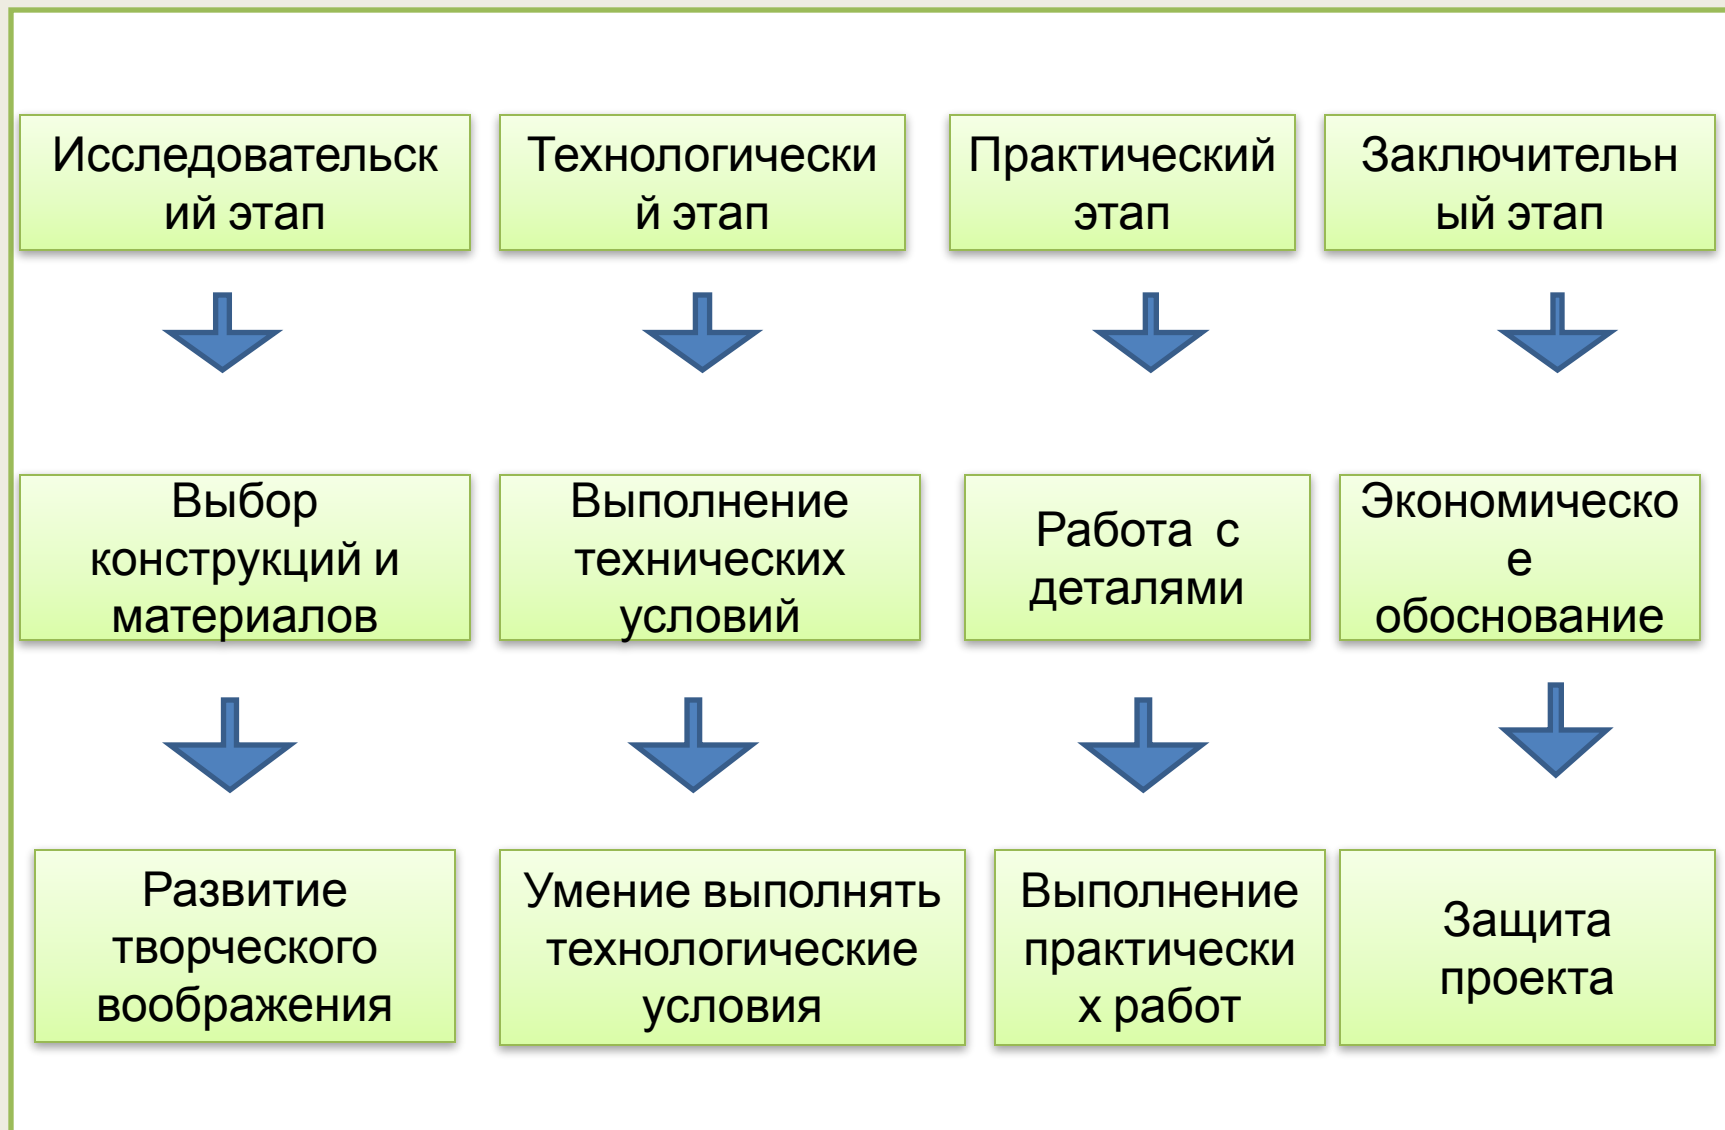 Исследовательск
ий этап
Технологически
й этап
Практический
этап
Заключительн
ый этап
Выбор
конструкций и
материалов
Выполнение
технических
условий
Работа  с
деталями
Экономическо
е
обоснование
Развитие
творческого
воображения
Умение выполнять
технологические
условия
Выполнение
практически
х работ
Защита
проекта